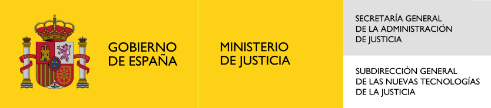 GOBIERNO
DE ESPAÑA
MINISTERIO
DE JUSTICIA
SECRETARÍA GENERAL
DE LA ADMINISTRACIÓN
DE JUSTICIA
SUBDIRECCIÓN GENERAL
DE LAS NUEVAS TECNOLOGÍAS
DE LA JUSTICIA